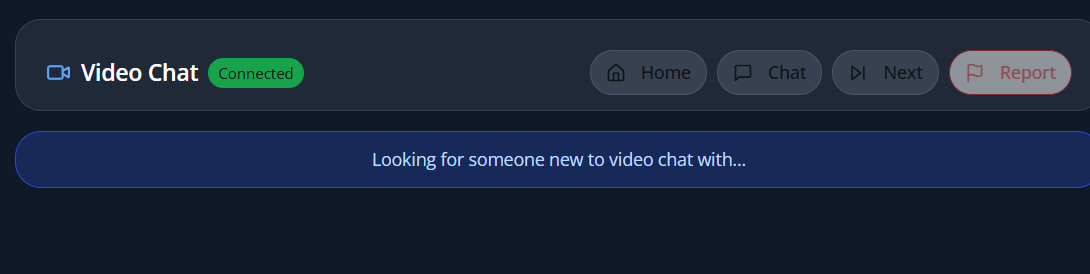 Video Chat Connected Home Chat Next Report
Looking for someone new to video chat with...